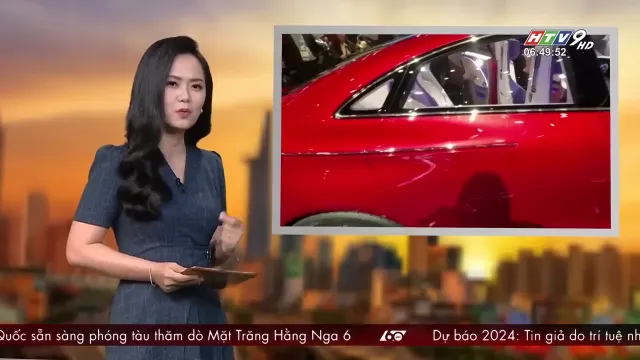 HTV9 HD
06:49:52
Quốc sẵn sàng phóng tàu thăm dò Mặt Trăng Hằng Nga 6 60 Dự báo 2024: Tin giả do trí tuệ nh